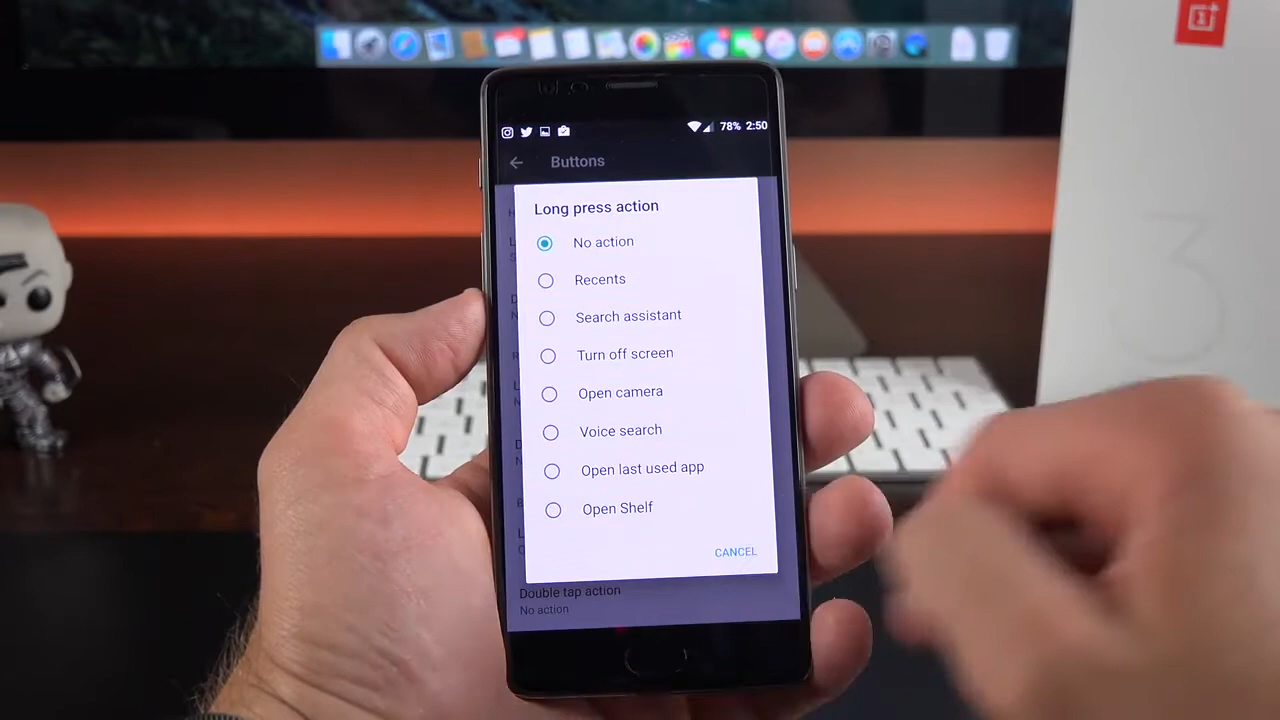 78% 2:50
Buttons
Long press action
No action
Recents
Search assistant
Turn off screen
Open camera
Voice search
Open last used app
Open Shelf
CANCEL
Double tap action
No action
3